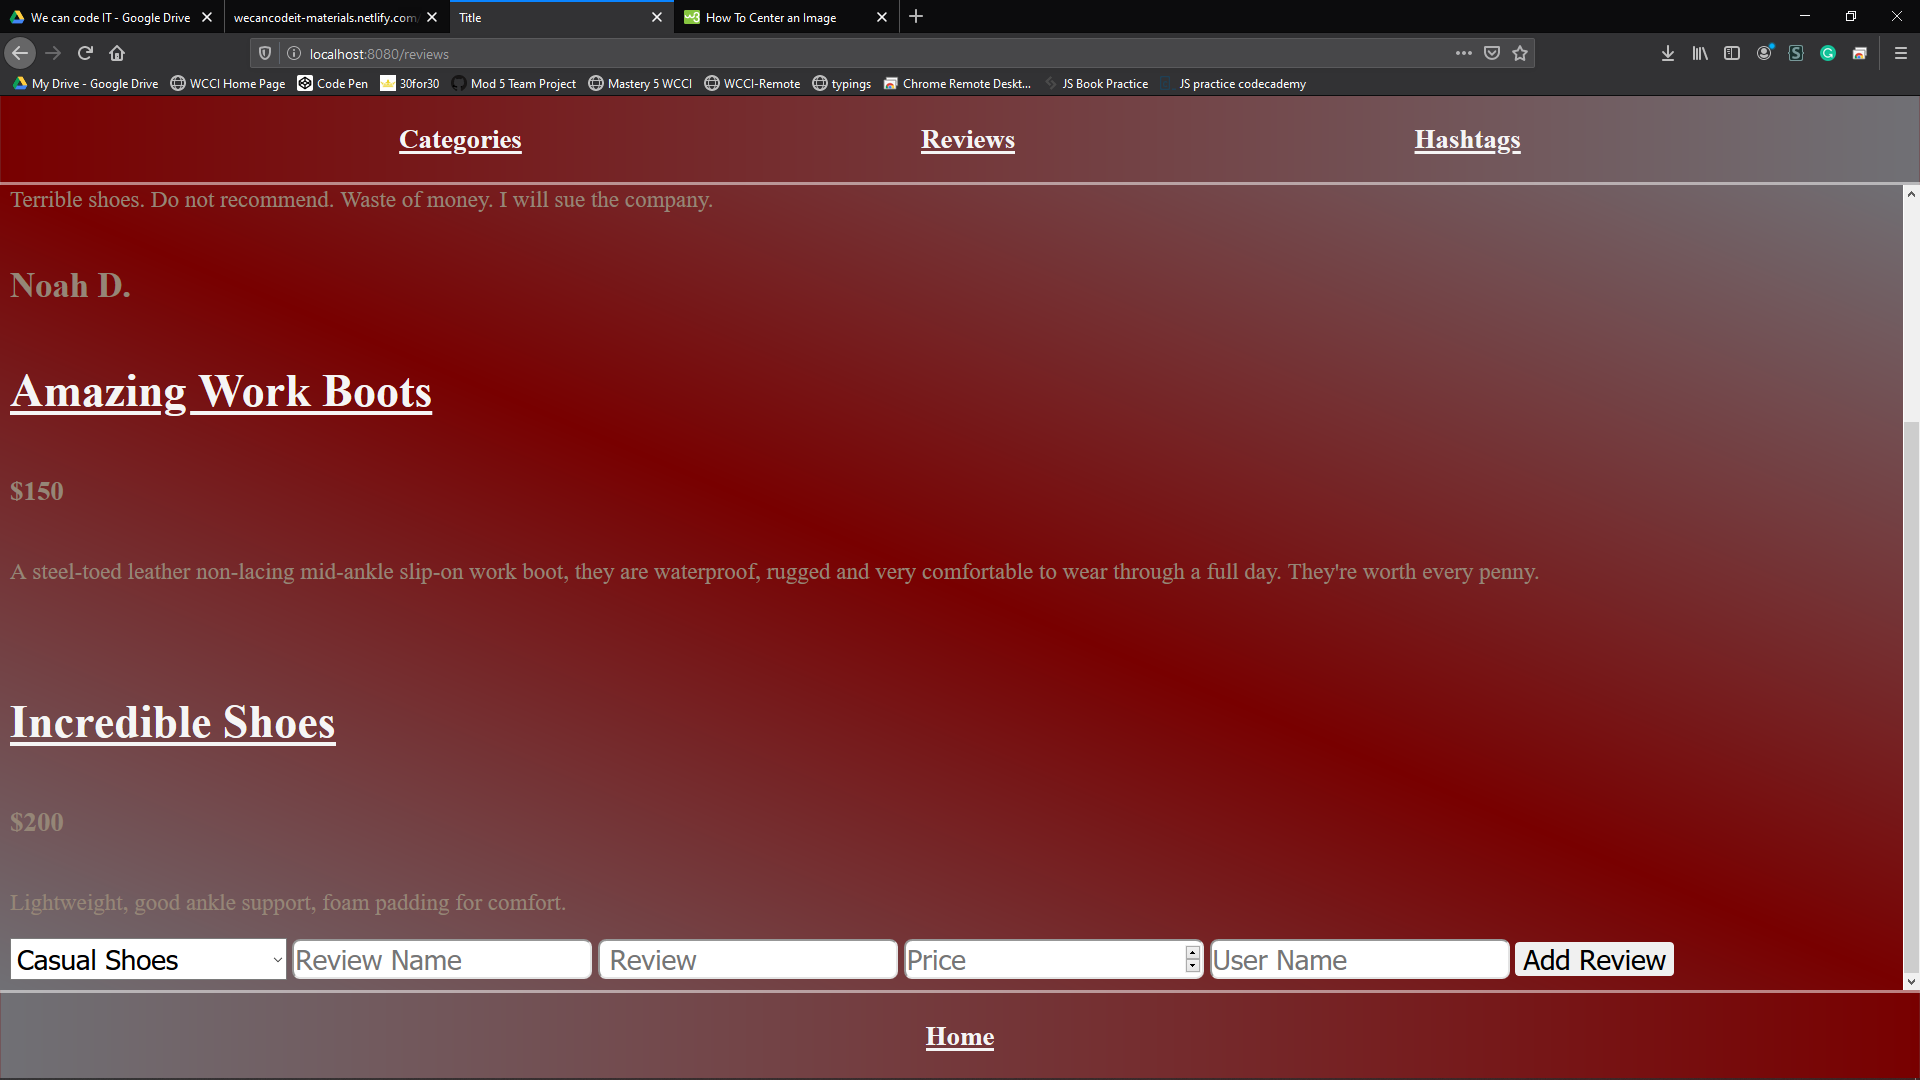 We can code IT - Google Drive
wecancodeit-materials.netlify.com
Title
How To Center an Image
localhost:8080/reviews
My Drive - Google Drive
WCCI Home Page
Code Pen
30for30
Mod 5 Team Project
Mastery 5 WCCI
WCCI-Remote
typings
Chrome Remote Deskt...
JS Book Practice
JS practice codecademy
Categories
Reviews
Hashtags
Terrible shoes. Do not recommend. Waste of money. I will sue the company.
Noah D.
Amazing Work Boots
$150
A steel-toed leather non-lacing mid-ankle slip-on work boot, they are waterproof, rugged and very comfortable to wear through a full day. They're worth every penny.
Incredible Shoes
$200
Lightweight, good ankle support, foam padding for comfort.
Casual Shoes
Review Name
Review
Price
User Name
Add Review
Home